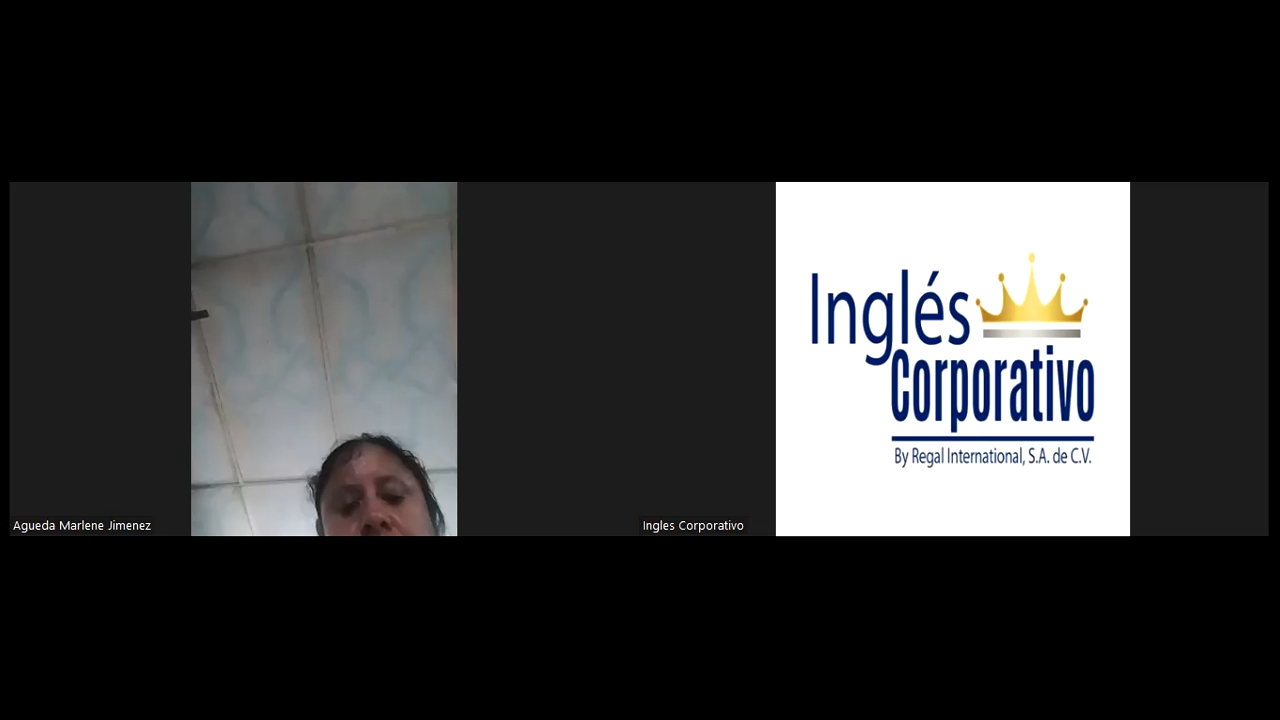 Inglés
Corporativo
By Regal International, S.A. de C.V.
Agueda Marlene Jimenez
Ingles Corporativo